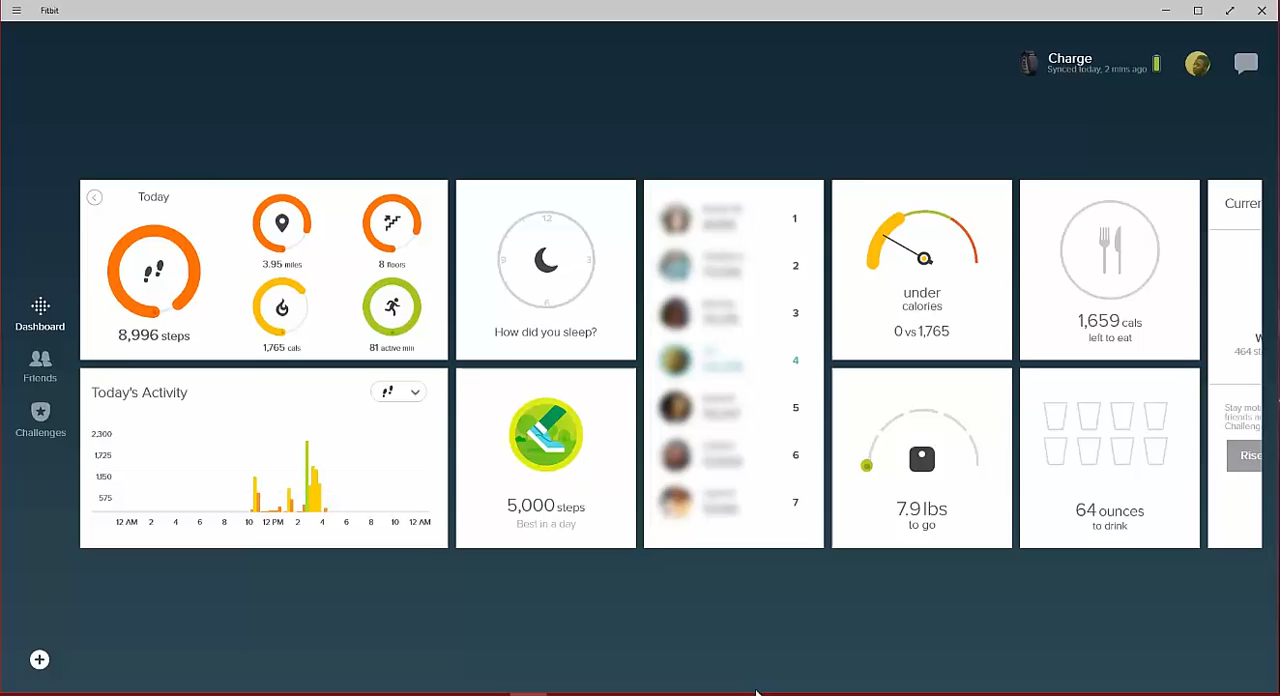 Fitbit
Charge
Synced today, 2 mins ago
Today
8,996 steps
3.95 miles
8 floors
1,765 cals
81 active min
12
3
6
9
How did you sleep?
1
2
3
4
5
6
7
under
calories
0 vs 1,765
1,659 cals
left to eat
Dashboard
Friends
Challenges
Today's Activity
2,300
1,725
1,150
575
12 AM 2 4 6 8 10 12 PM 2 4 6 8 10 12 AM
5,000 steps
Best in a day
7.9 lbs
to go
64 ounces
to drink
Curren
W
464 st
Stay mot
friends a
Challeng
Rise